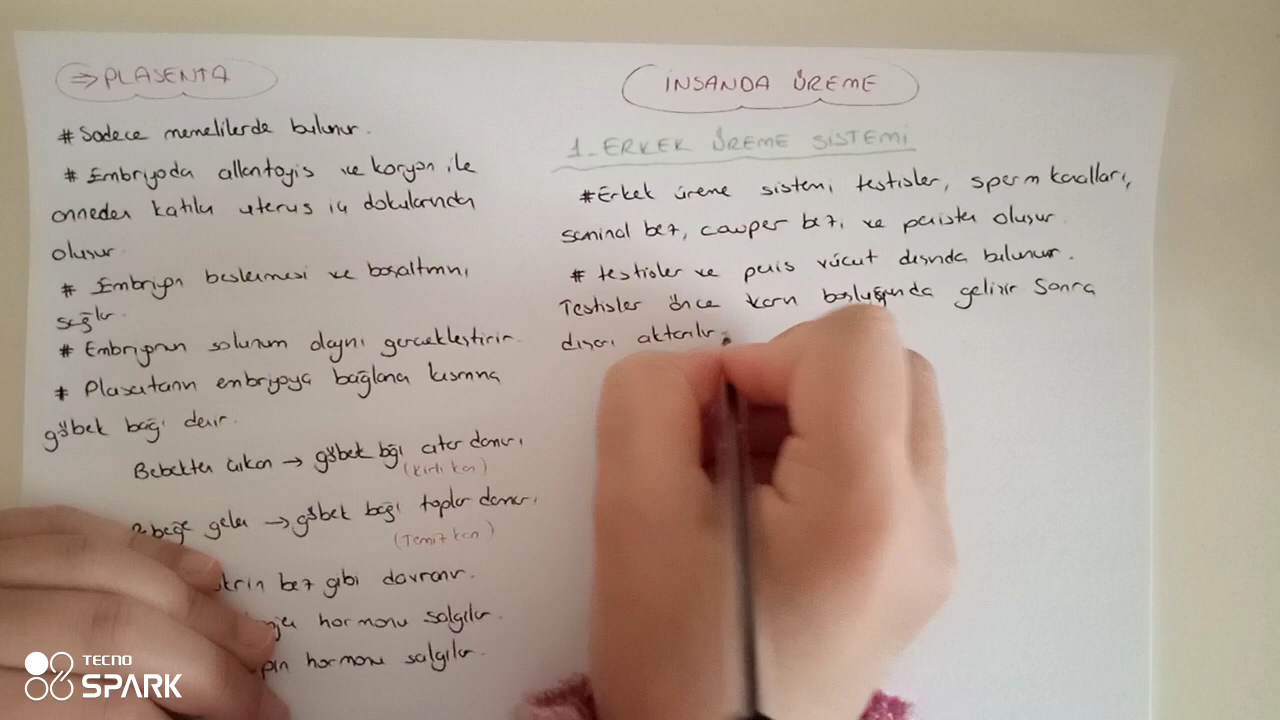 ⇒ PLASENTA
# Sadece memelilerde bulunur.
# Embriyoda allantoyis ve koryon ile
anneden katılan uterus iç dokularından
oluşur.
# Embriyon beslenmesi ve boşaltımını
sağlar.
# Embriyonun solunum olayını gerçekleştirir.
# Plasentanın embriyoya bağlanan kısmına
göbek bağı denir.
Bebekten çıkan → göbek bağı atar damarı
(kirli kan)
gelen → göbek bağı toplar damarı
(Temiz kan)
bez gibi davranır.
hormonu salgılar.
hormonu salgılar.
İNSANDA ÜREME
1- ERKEK ÜREME SİSTEMİ
# Erkek üreme sistemi testisler, sperm kanalları,
seminal bez, cowper bezi ve penisten oluşur.
# testisler ve penis vücut dışında bulunur.
Testisler önce karın boşluğunda gelişir sonra
dışarı aktarılır.
TECNO
SPARK